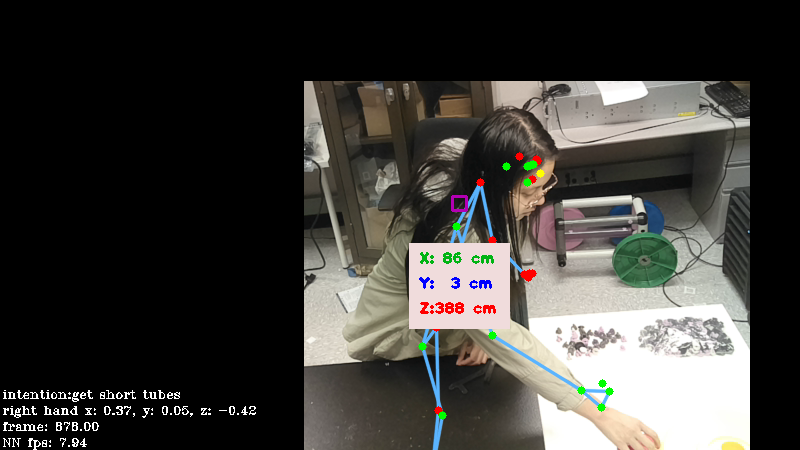 X: 86 cm
Y: 3 cm
Z:388 cm
intention:get short tubes
right hand x: 0.37, y: 0.05, z: −0.42
frame: 878.00
NN fps: 7.94